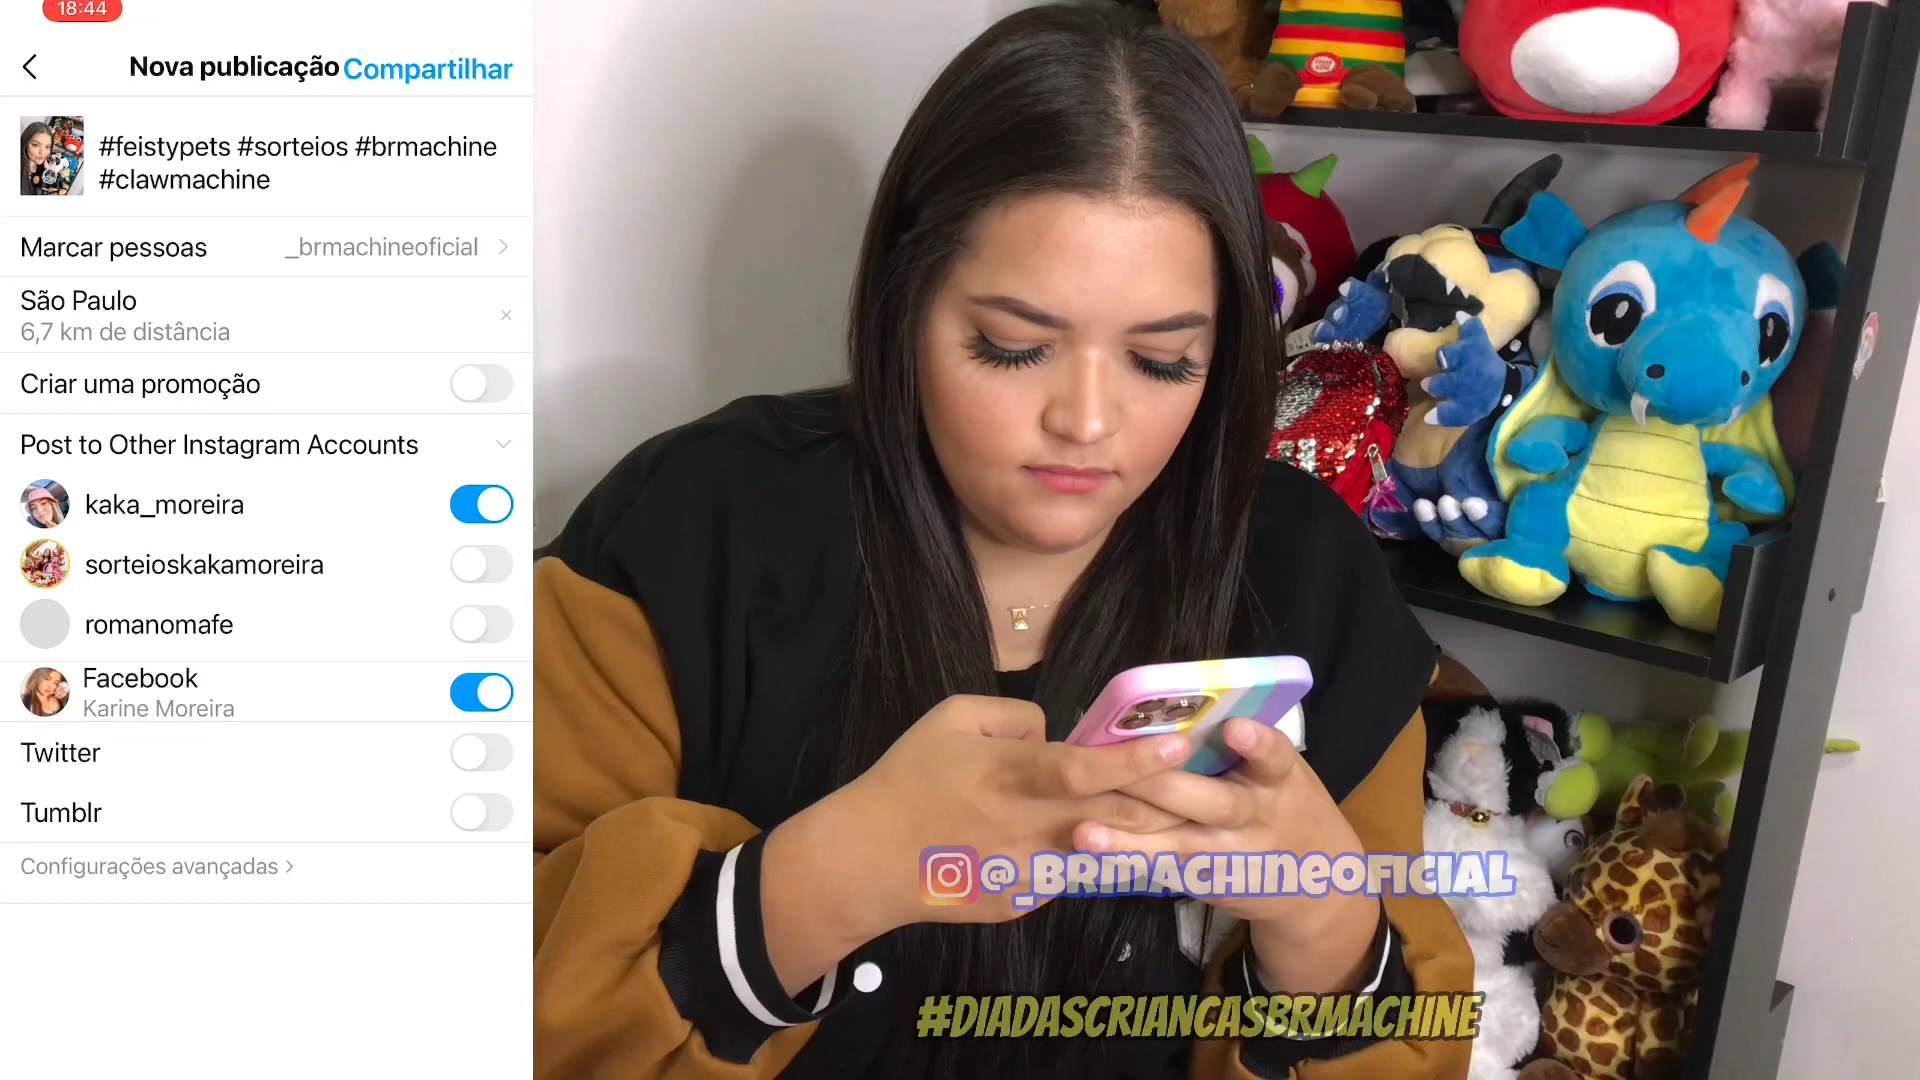 18:44
Nova publicação Compartilhar
#feistypets #sorteios #brmachine
#clawmachine
Marcar pessoas _brmachineoficial
São Paulo
6,7 km de distância
Criar uma promoção
Post to Other Instagram Accounts
kaka_moreira
sorteioskakamoreira
romanomafe
Facebook
Karine Moreira
Twitter
Tumblr
Configurações avançadas
@_BRMACHINEOFICIAL
#DIADASCRIANCASBRMACHINE